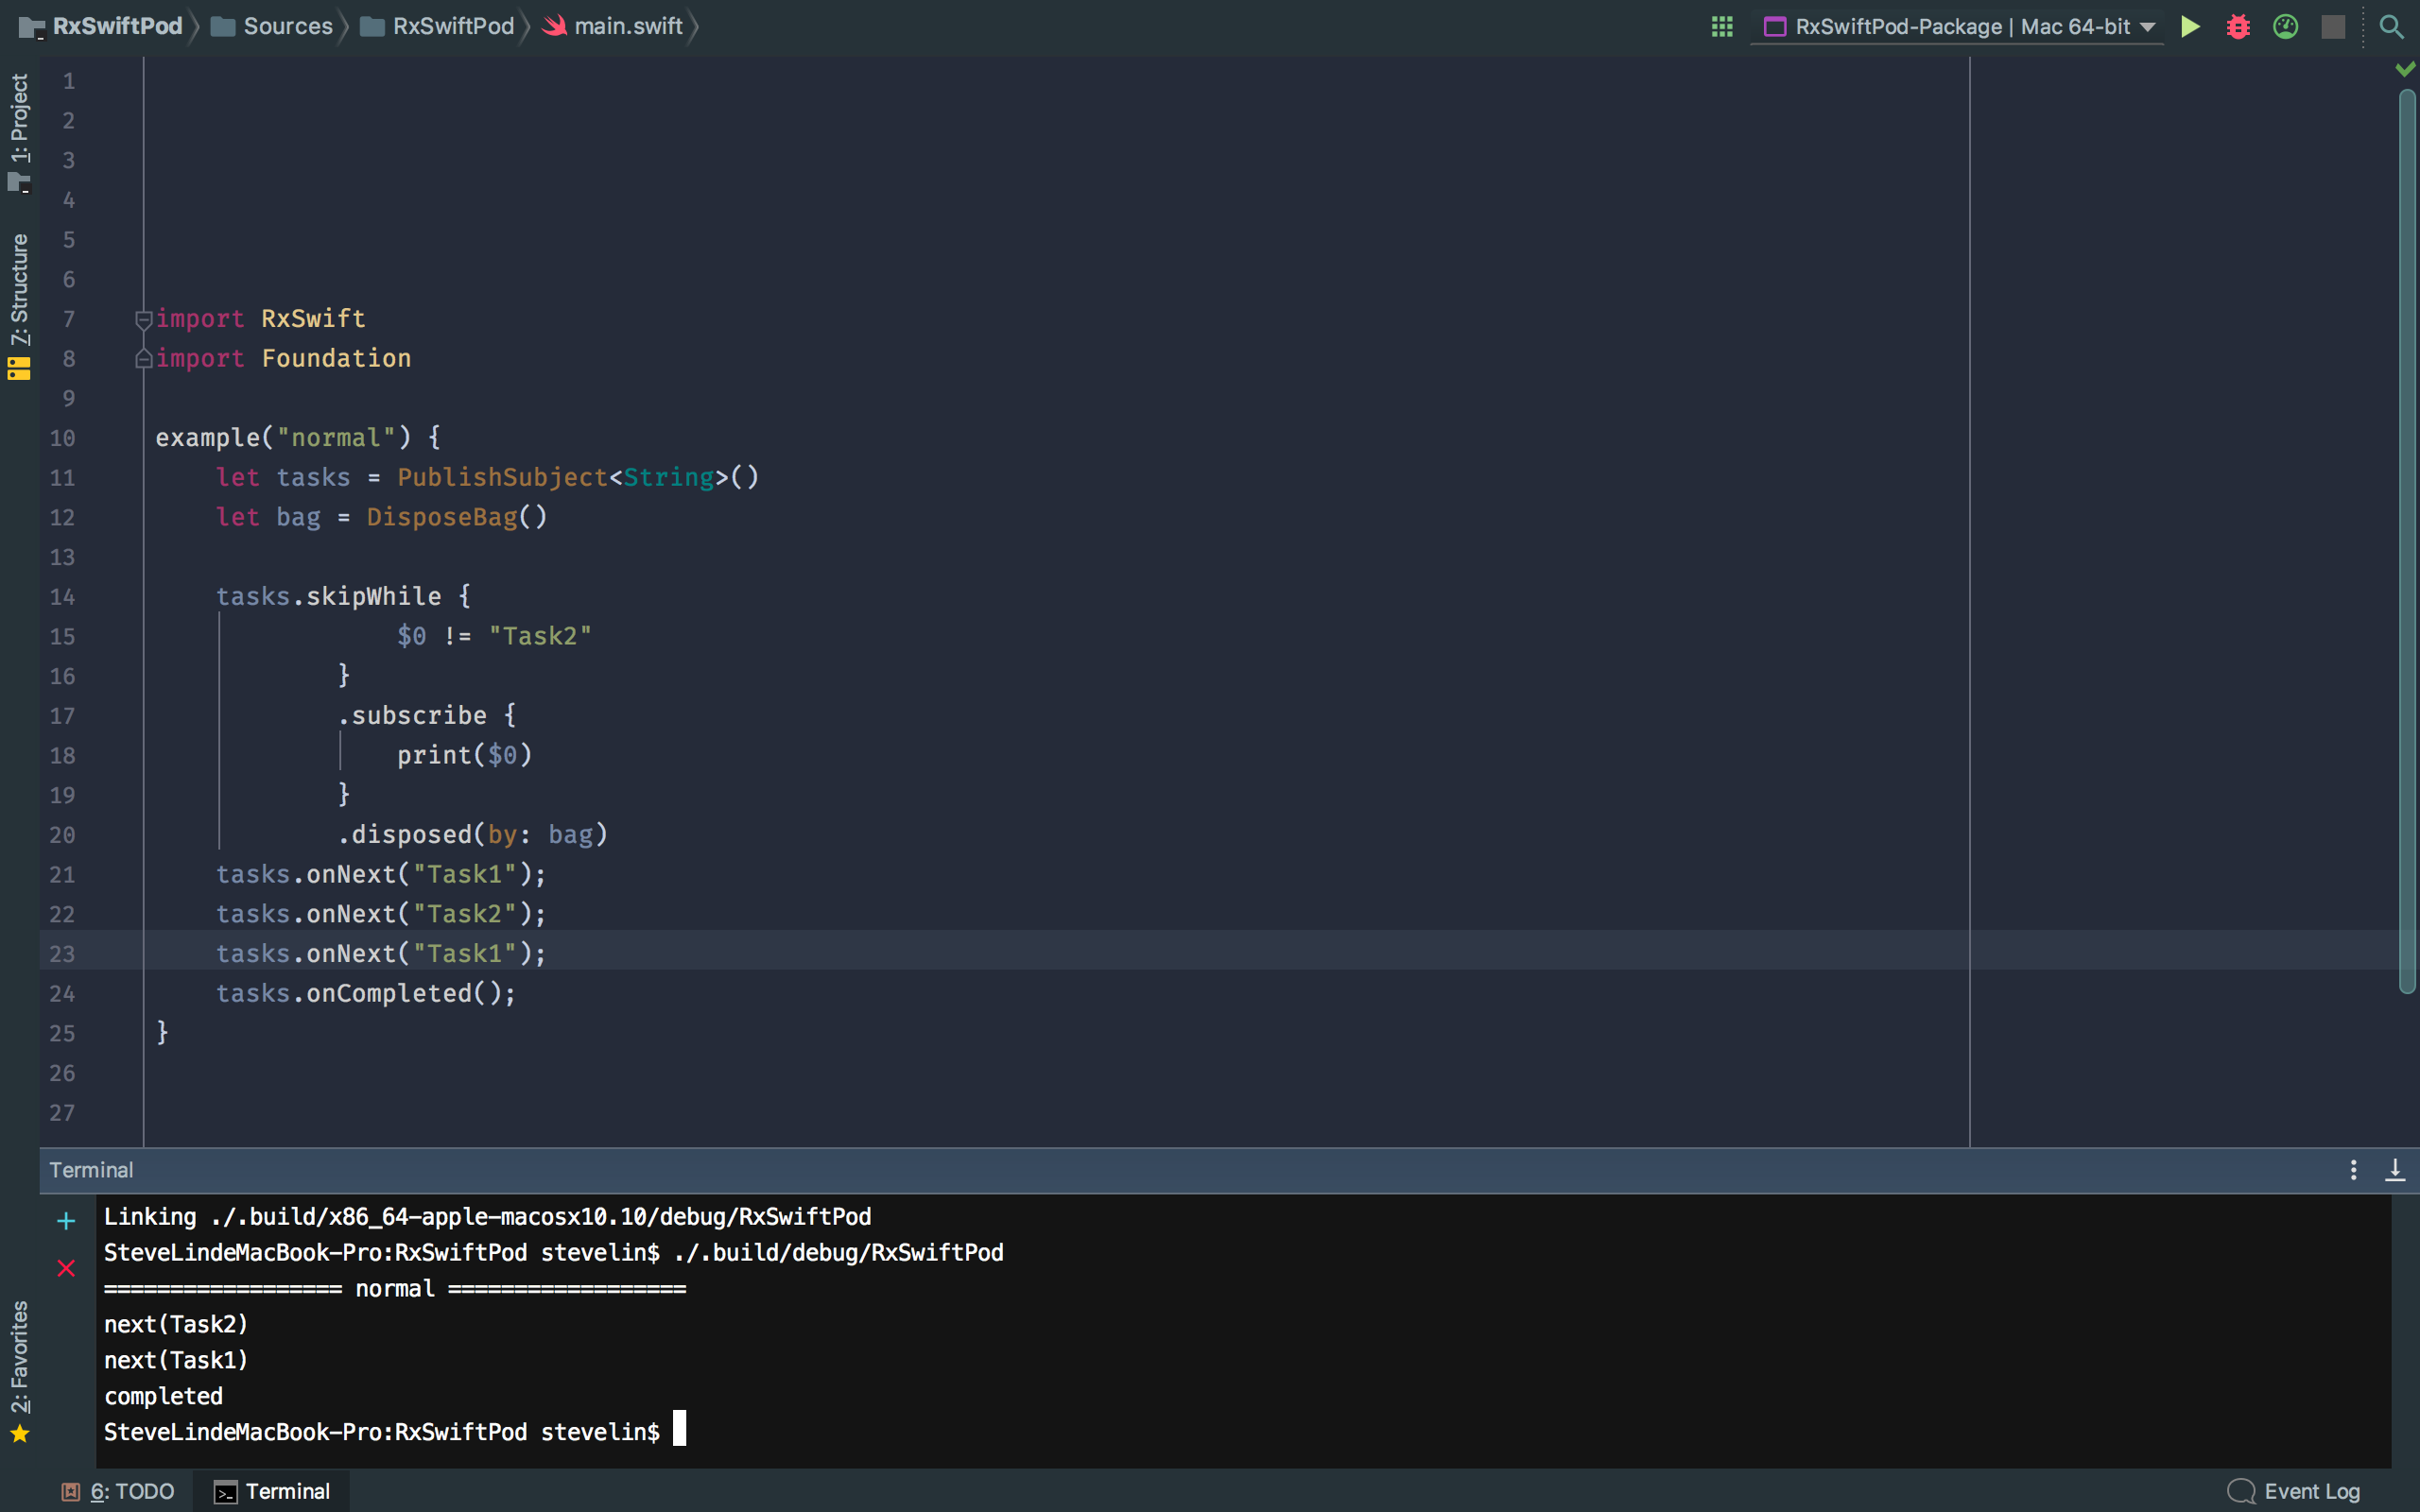 RxSwiftPod Sources RxSwiftPod main.swift RxSwiftPod-Package | Mac 64-bit
1: Project
7: Structure
2: Favorites
1
2
3
4
5
6
7 import RxSwift
8 import Foundation
9
10 example("normal") {
11 let tasks = PublishSubject<String>()
12 let bag = DisposeBag()
13
14 tasks.skipWhile {
15 $0 != "Task2"
16 }
17 .subscribe {
18 print($0)
19 }
20 .disposed(by: bag)
21 tasks.onNext("Task1");
22 tasks.onNext("Task2");
23 tasks.onNext("Task1");
24 tasks.onCompleted();
25 }
26
27
Terminal
Linking ./.build/x86_64-apple-macosx10.10/debug/RxSwiftPod
SteveLindeMacBook-Pro:RxSwiftPod stevelin$ ./.build/debug/RxSwiftPod
================== normal ==================
next(Task2)
next(Task1)
completed
SteveLindeMacBook-Pro:RxSwiftPod stevelin$
6: TODO Terminal Event Log